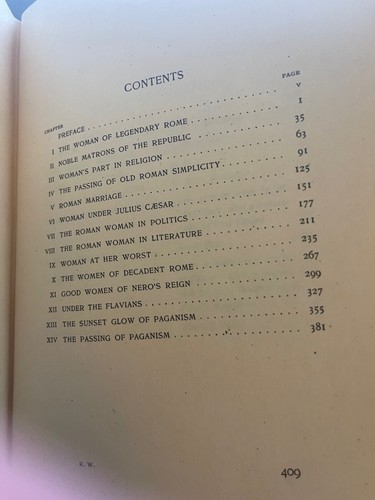 CONTENTS
CHAPTER PAGE
PREFACE . . . . . . . . . . . . . . . . . . . . v
I THE WOMAN OF LEGENDARY ROME . . . . . . . . . 1
II NOBLE MATRONS OF THE REPUBLIC . . . . . . . . 35
III WOMAN'S PART IN RELIGION . . . . . . . . . . 63
IV THE PASSING OF OLD ROMAN SIMPLICITY . . . . . 91
V ROMAN MARRIAGE . . . . . . . . . . . . . . . 125
VI WOMAN UNDER JULIUS CÆSAR . . . . . . . . . . 151
VII THE ROMAN WOMAN IN POLITICS . . . . . . . . 177
VIII THE ROMAN WOMAN IN LITERATURE . . . . . . . 211
IX WOMAN AT HER WORST . . . . . . . . . . . . . 235
X THE WOMEN OF DECADENT ROME . . . . . . . . . 267
XI GOOD WOMEN OF NERO'S REIGN . . . . . . . . . 299
XII UNDER THE FLAVIANS . . . . . . . . . . . . . 327
XIII THE SUNSET GLOW OF PAGANISM . . . . . . . . 355
XIV THE PASSING OF PAGANISM . . . . . . . . . . 381
R. W. 409